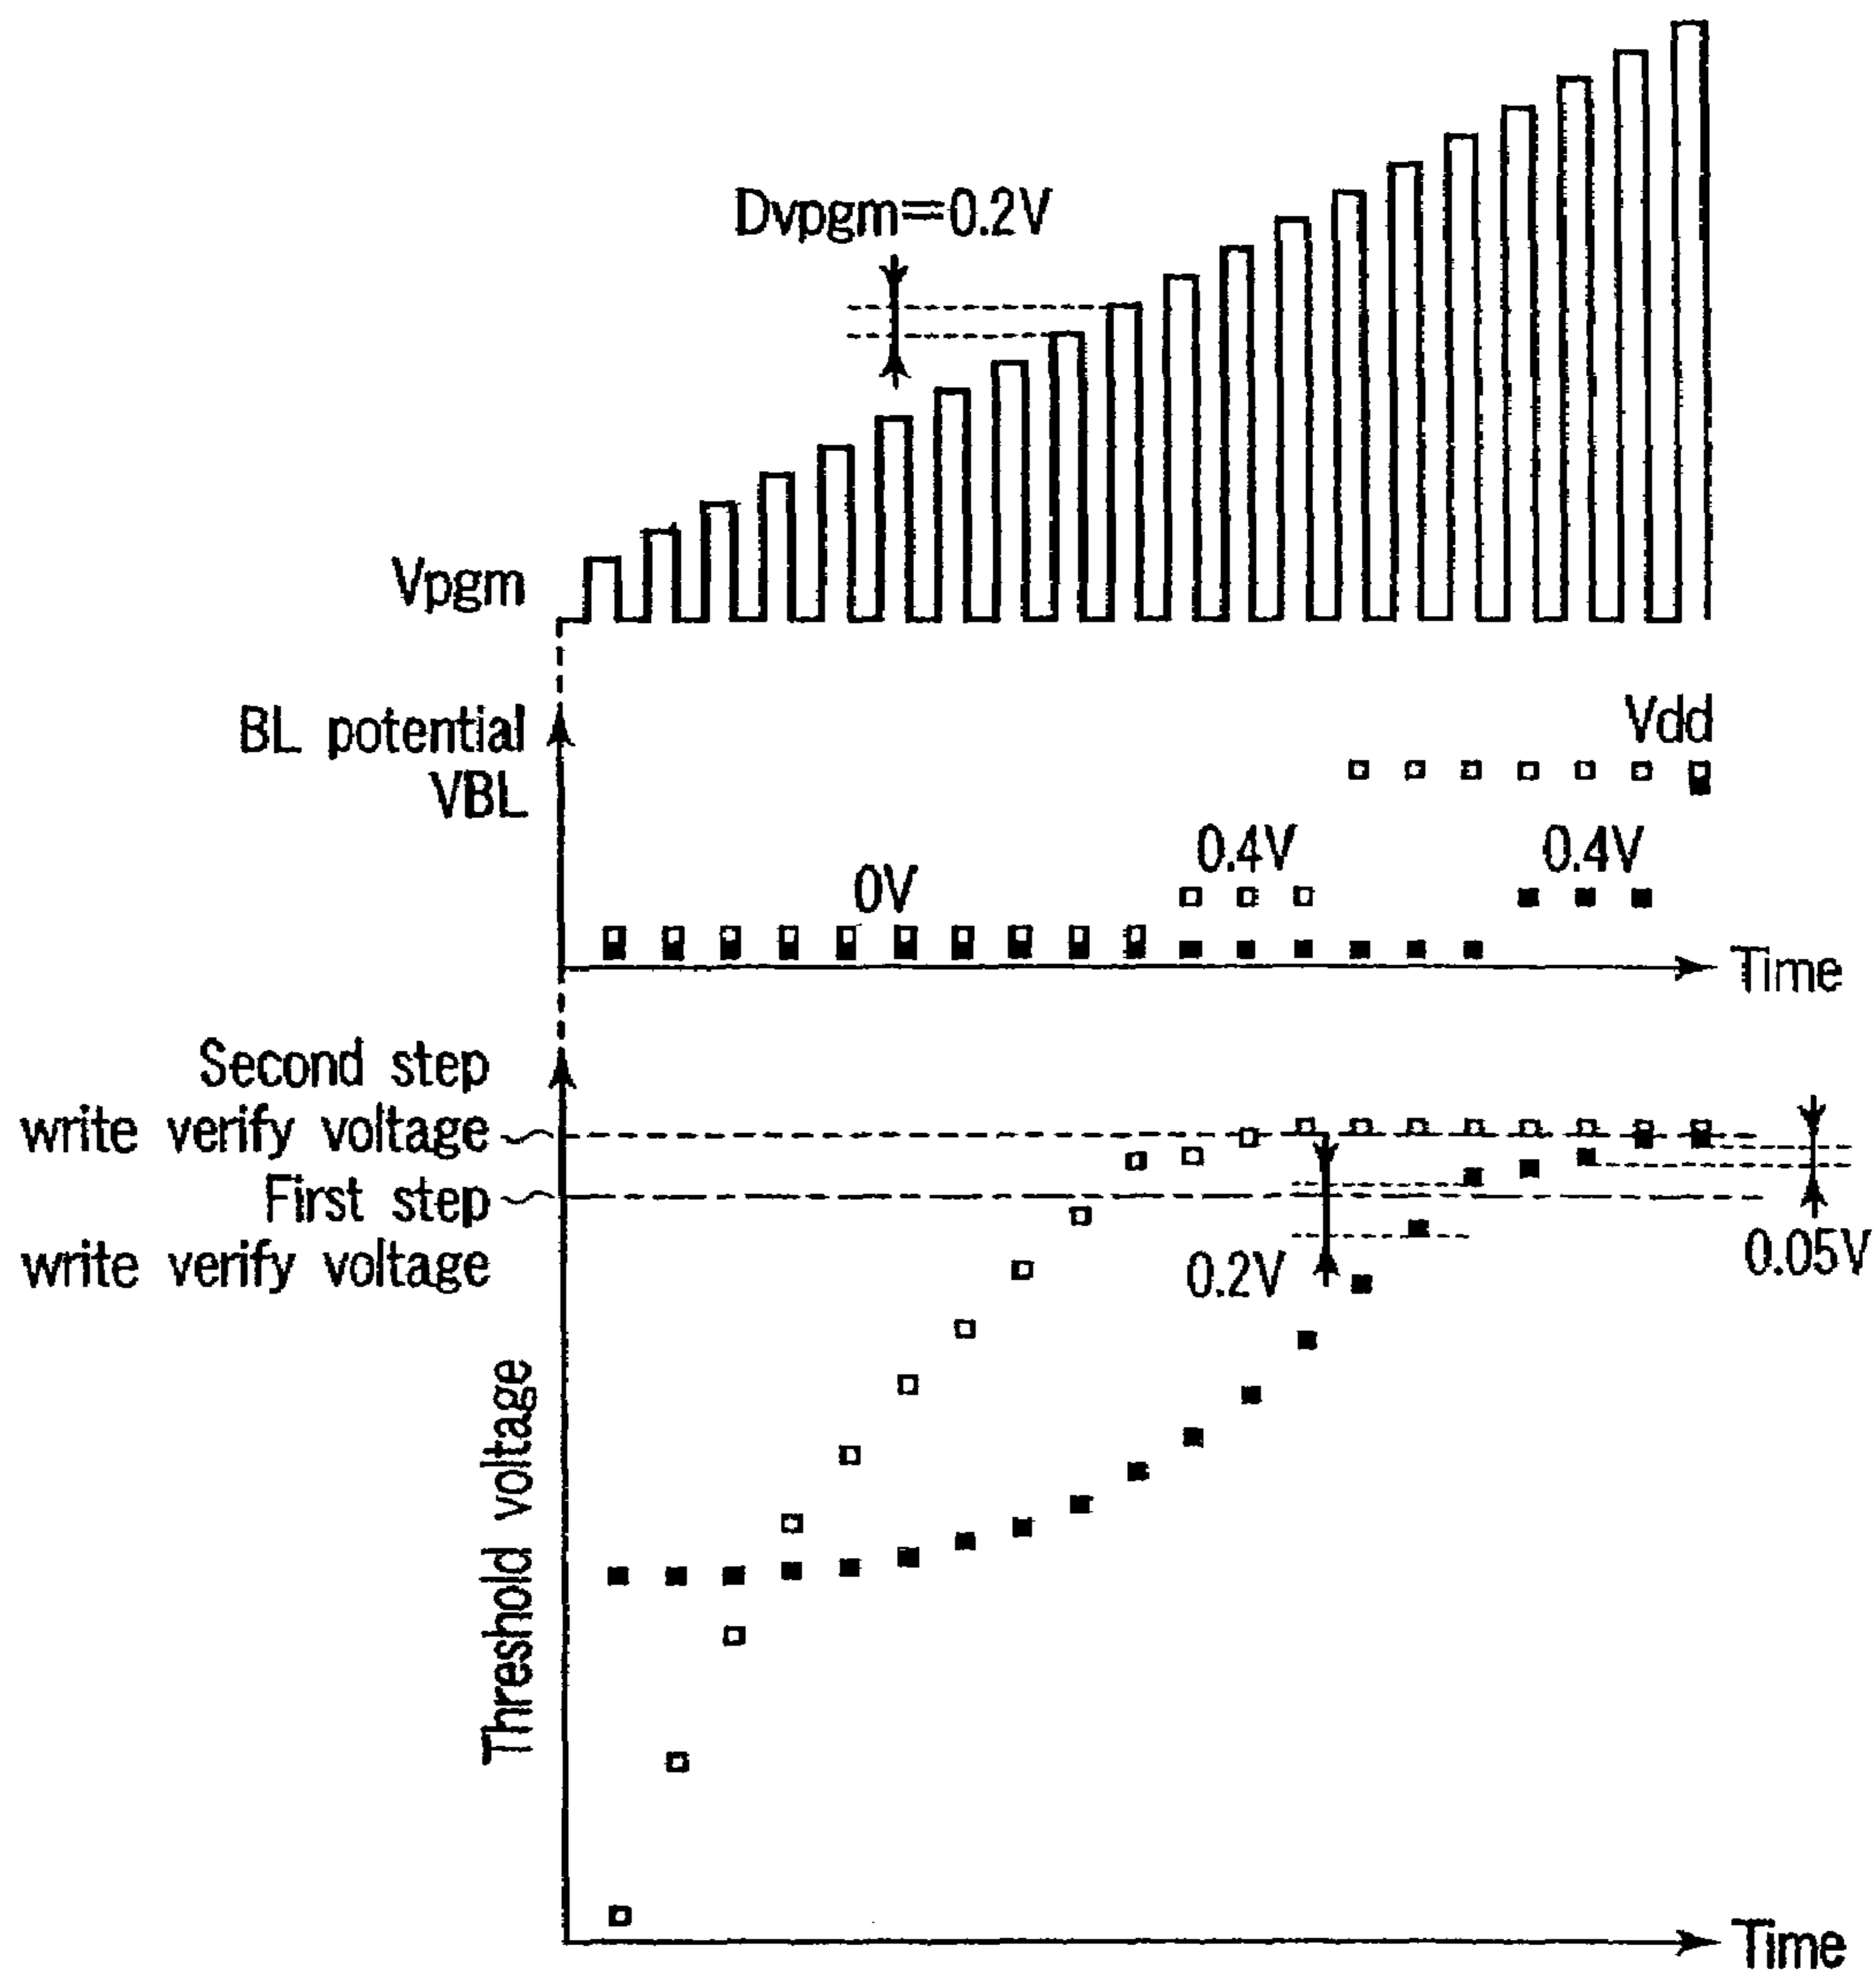 Dvpgm=0.2V
Vpgm
BL potential
VBL
Vdd
0V
0.4V
0.4V
Time
Second step
write verify voltage
First step
write verify voltage
0.2V
0.05V
Threshold voltage
Time